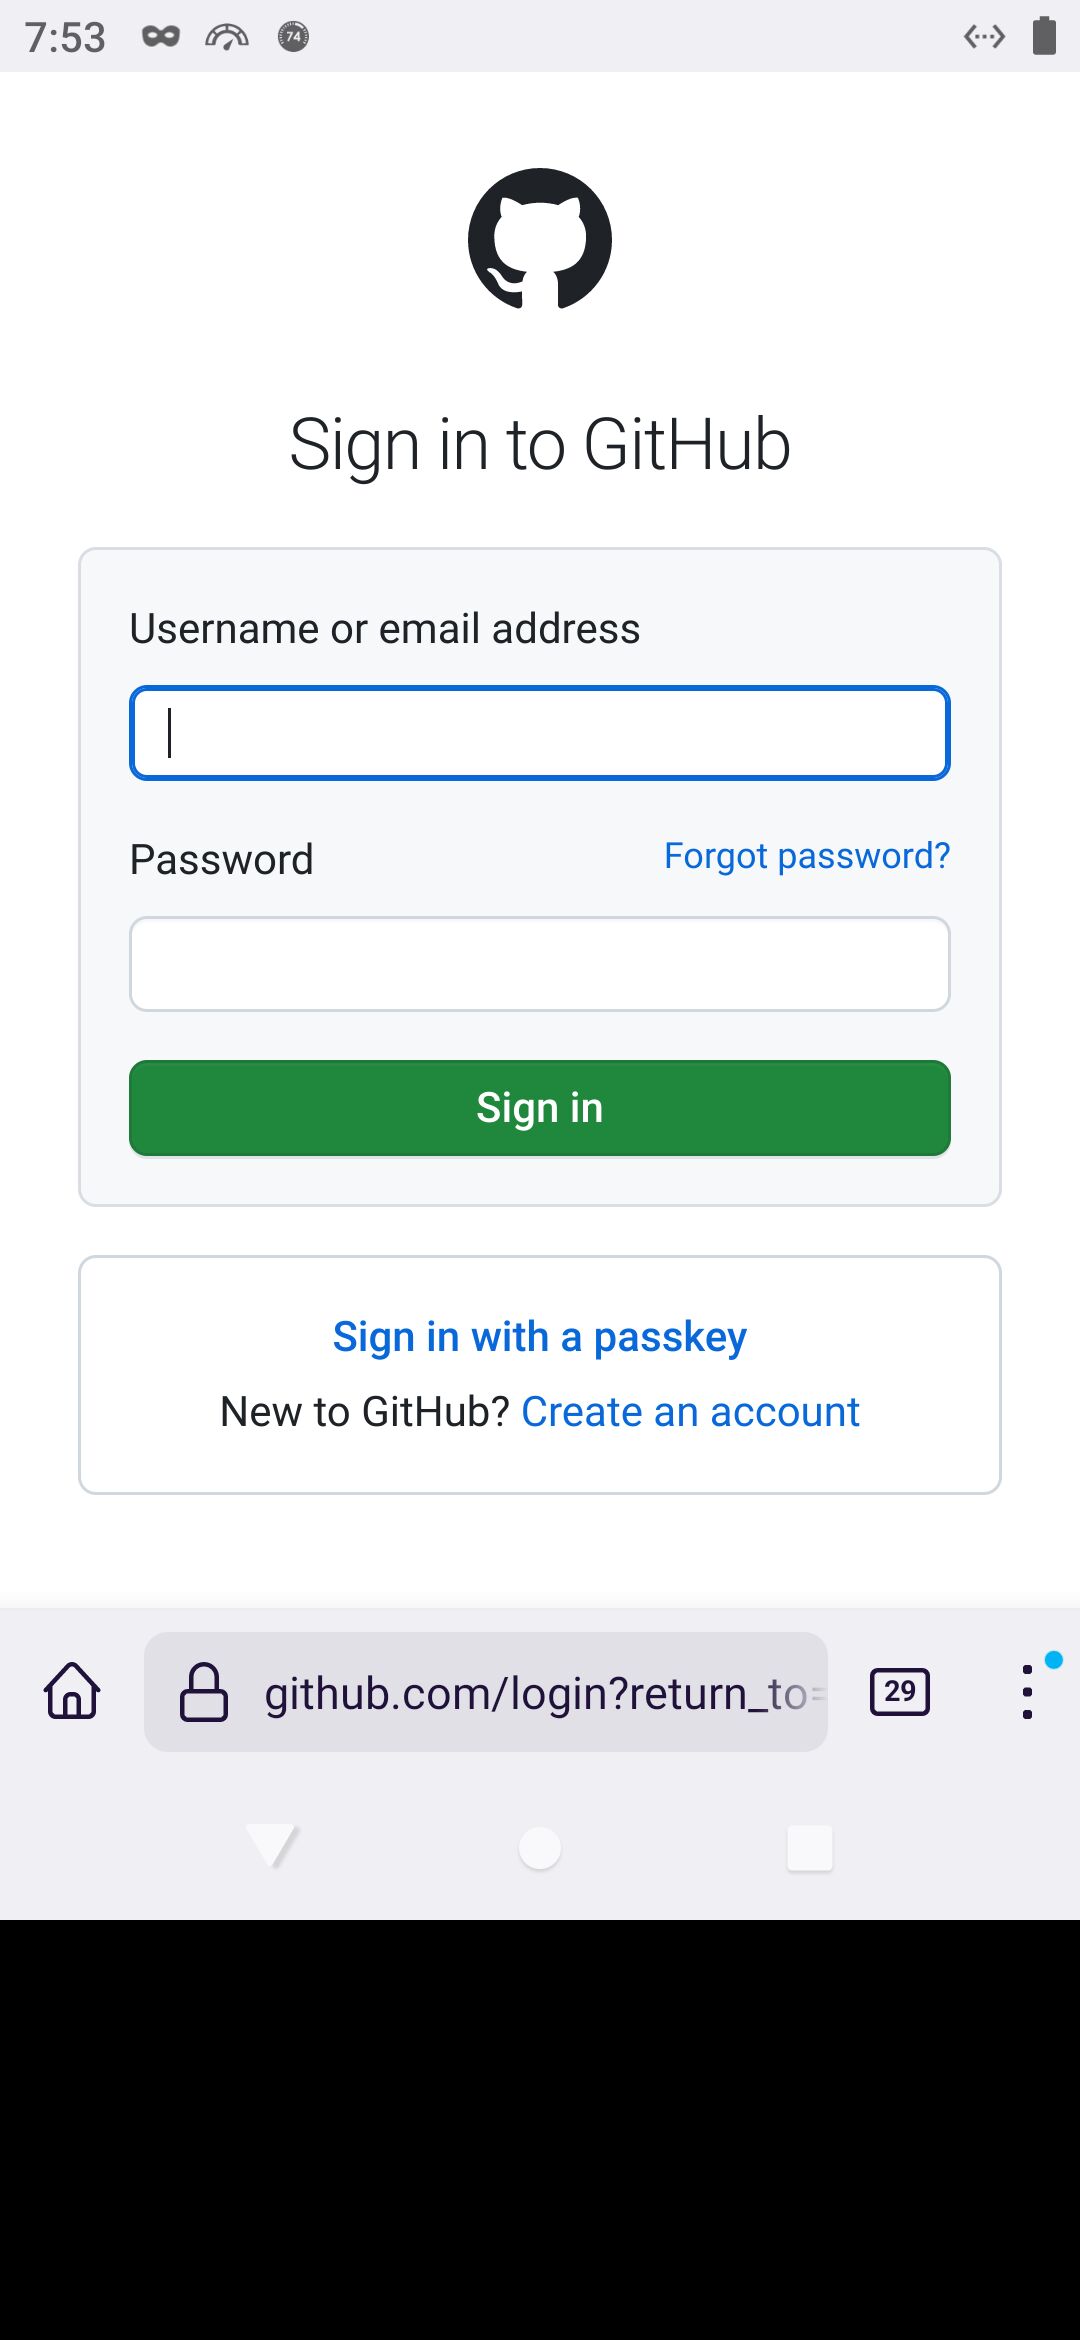 7:53
74
Sign in to GitHub
Username or email address
Password
Forgot password?
Sign in
Sign in with a passkey
New to GitHub? Create an account
github.com/login?return_to=
29